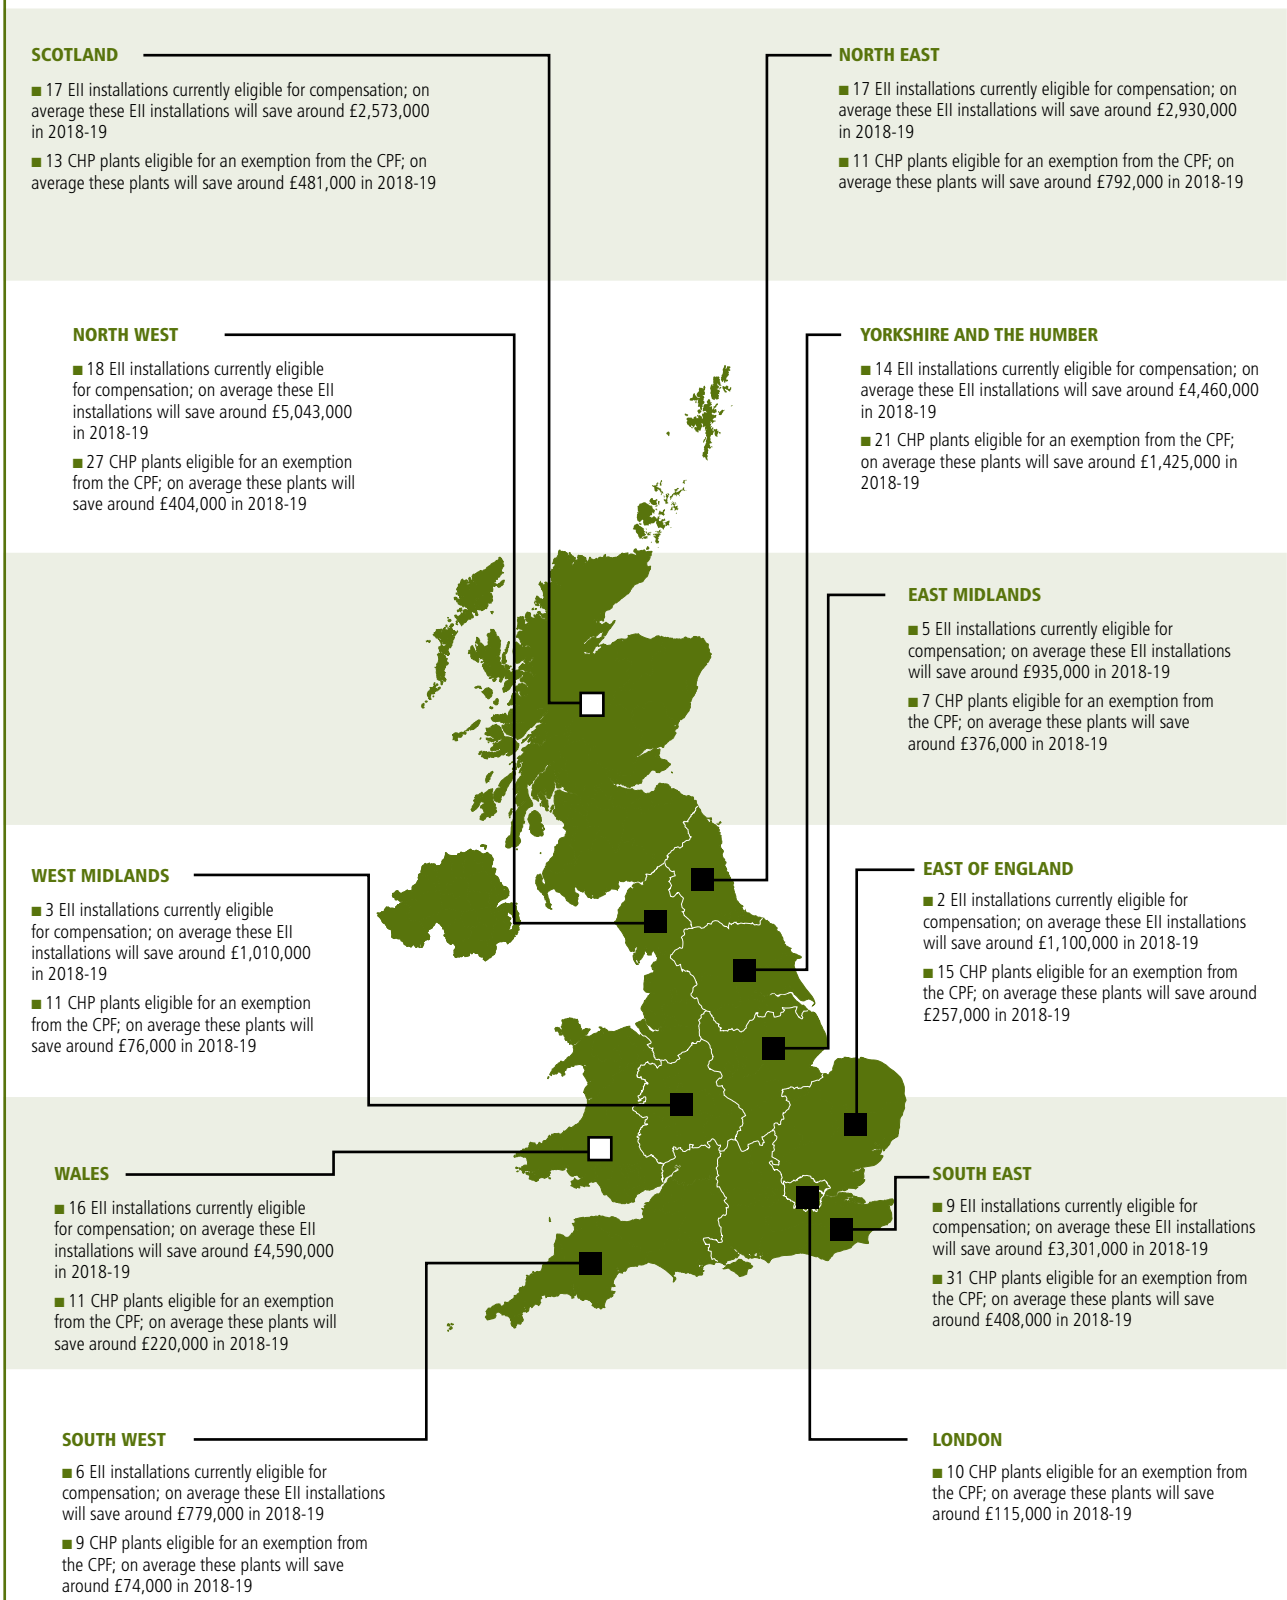 SCOTLAND
■ 17 EII installations currently eligible for compensation; on
average these EII installations will save around £2,573,000
in 2018-19
■ 13 CHP plants eligible for an exemption from the CPF; on
average these plants will save around £481,000 in 2018-19
NORTH EAST
■ 17 EII installations currently eligible for compensation; on
average these EII installations will save around £2,930,000
in 2018-19
■ 11 CHP plants eligible for an exemption from the CPF; on
average these plants will save around £792,000 in 2018-19
NORTH WEST
■ 18 EII installations currently eligible
for compensation; on average these EII
installations will save around £5,043,000
in 2018-19
■ 27 CHP plants eligible for an exemption
from the CPF; on average these plants will
save around £404,000 in 2018-19
YORKSHIRE AND THE HUMBER
■ 14 EII installations currently eligible for compensation; on
average these EII installations will save around £4,460,000
in 2018-19
■ 21 CHP plants eligible for an exemption from the CPF;
on average these plants will save around £1,425,000 in
2018-19
EAST MIDLANDS
■ 5 EII installations currently eligible for
compensation; on average these EII installations
will save around £935,000 in 2018-19
■ 7 CHP plants eligible for an exemption from
the CPF; on average these plants will save
around £376,000 in 2018-19
WEST MIDLANDS
■ 3 EII installations currently eligible
for compensation; on average these EII
installations will save around £1,010,000
in 2018-19
■ 11 CHP plants eligible for an exemption
from the CPF; on average these plants will
save around £76,000 in 2018-19
EAST OF ENGLAND
■ 2 EII installations currently eligible for
compensation; on average these EII installations
will save around £1,100,000 in 2018-19
■ 15 CHP plants eligible for an exemption from
the CPF; on average these plants will save around
£257,000 in 2018-19
WALES
■ 16 EII installations currently eligible
for compensation; on average these EII
installations will save around £4,590,000
in 2018-19
■ 11 CHP plants eligible for an exemption
from the CPF; on average these plants will
save around £220,000 in 2018-19
SOUTH EAST
■ 9 EII installations currently eligible for
compensation; on average these EII installations
will save around £3,301,000 in 2018-19
■ 31 CHP plants eligible for an exemption from
the CPF; on average these plants will save
around £408,000 in 2018-19
SOUTH WEST
■ 6 EII installations currently eligible for
compensation; on average these EII installations
will save around £779,000 in 2018-19
■ 9 CHP plants eligible for an exemption from
the CPF; on average these plants will save
around £74,000 in 2018-19
LONDON
■ 10 CHP plants eligible for an exemption from
the CPF; on average these plants will save
around £115,000 in 2018-19